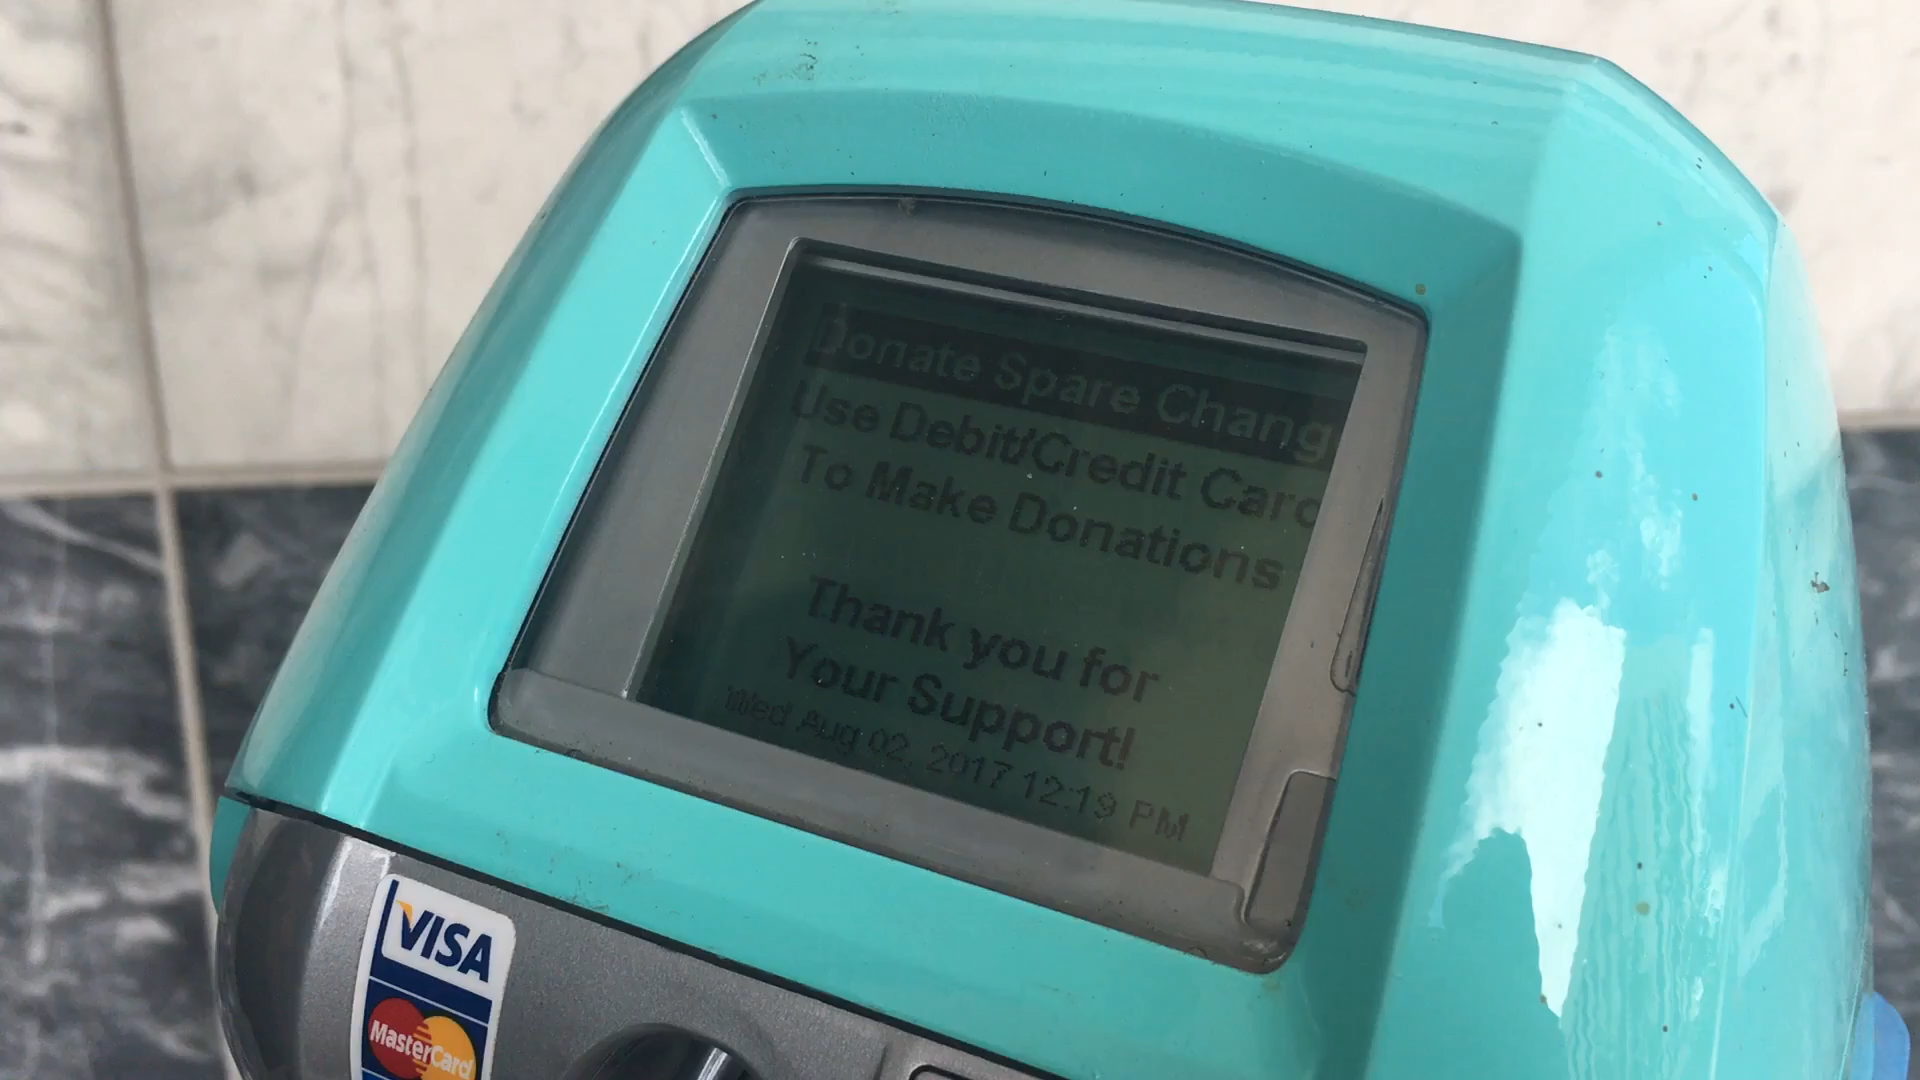 Donate Spare Chang
Use Debit/Credit Card
To Make Donations
Thank you for
Your Support!
Wed Aug 02, 2017 12:19 PM
VISA
MasterCard